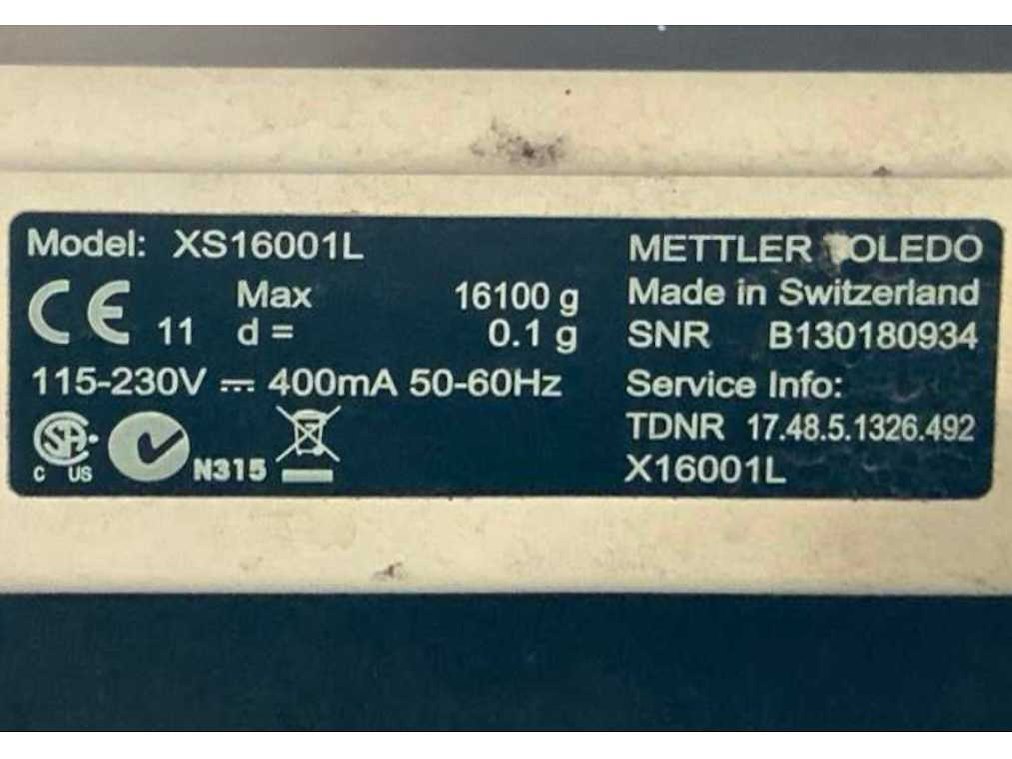 Model: XS16001L
CE 11
Max 16100 g
d = 0.1 g
115-230V ⎓ 400mA 50-60Hz
SA
C US
N315
METTLER TOLEDO
Made in Switzerland
SNR B130180934
Service Info:
TDNR 17.48.5.1326.492
X16001L